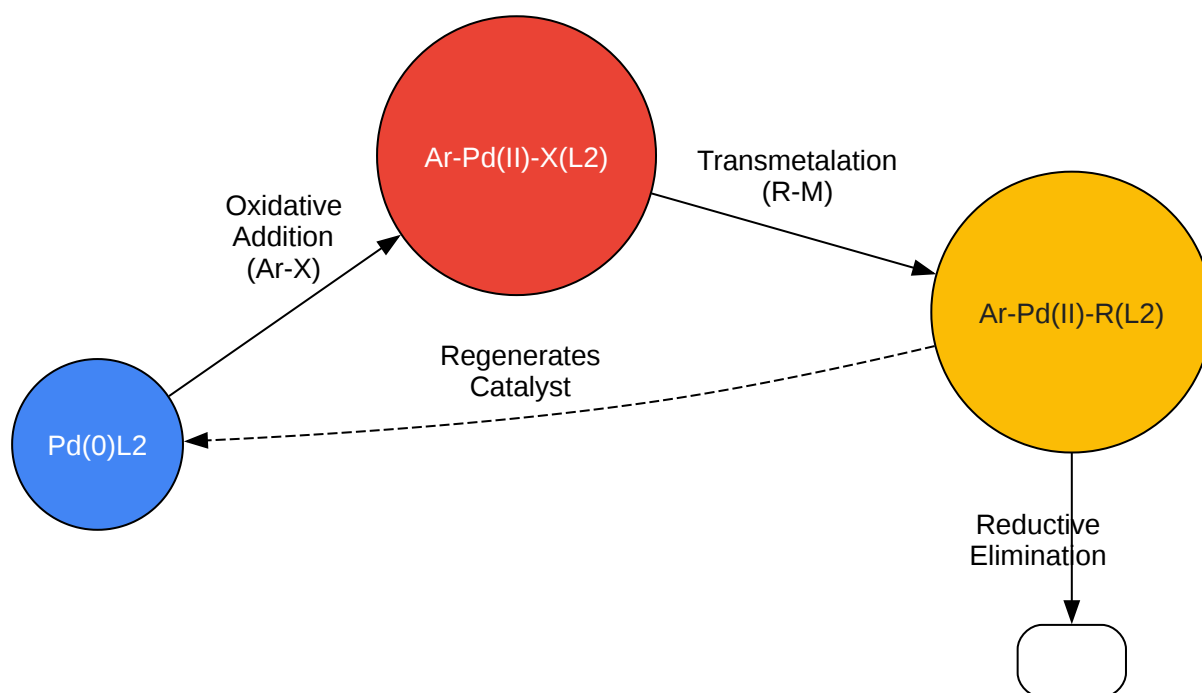 Ar-Pd(II)-X(L2)
Transmetalation
(R-M)
Oxidative
Addition
(Ar-X)
Ar-Pd(II)-R(L2)
Regenerates
Catalyst
Pd(0)L2
Reductive
Elimination